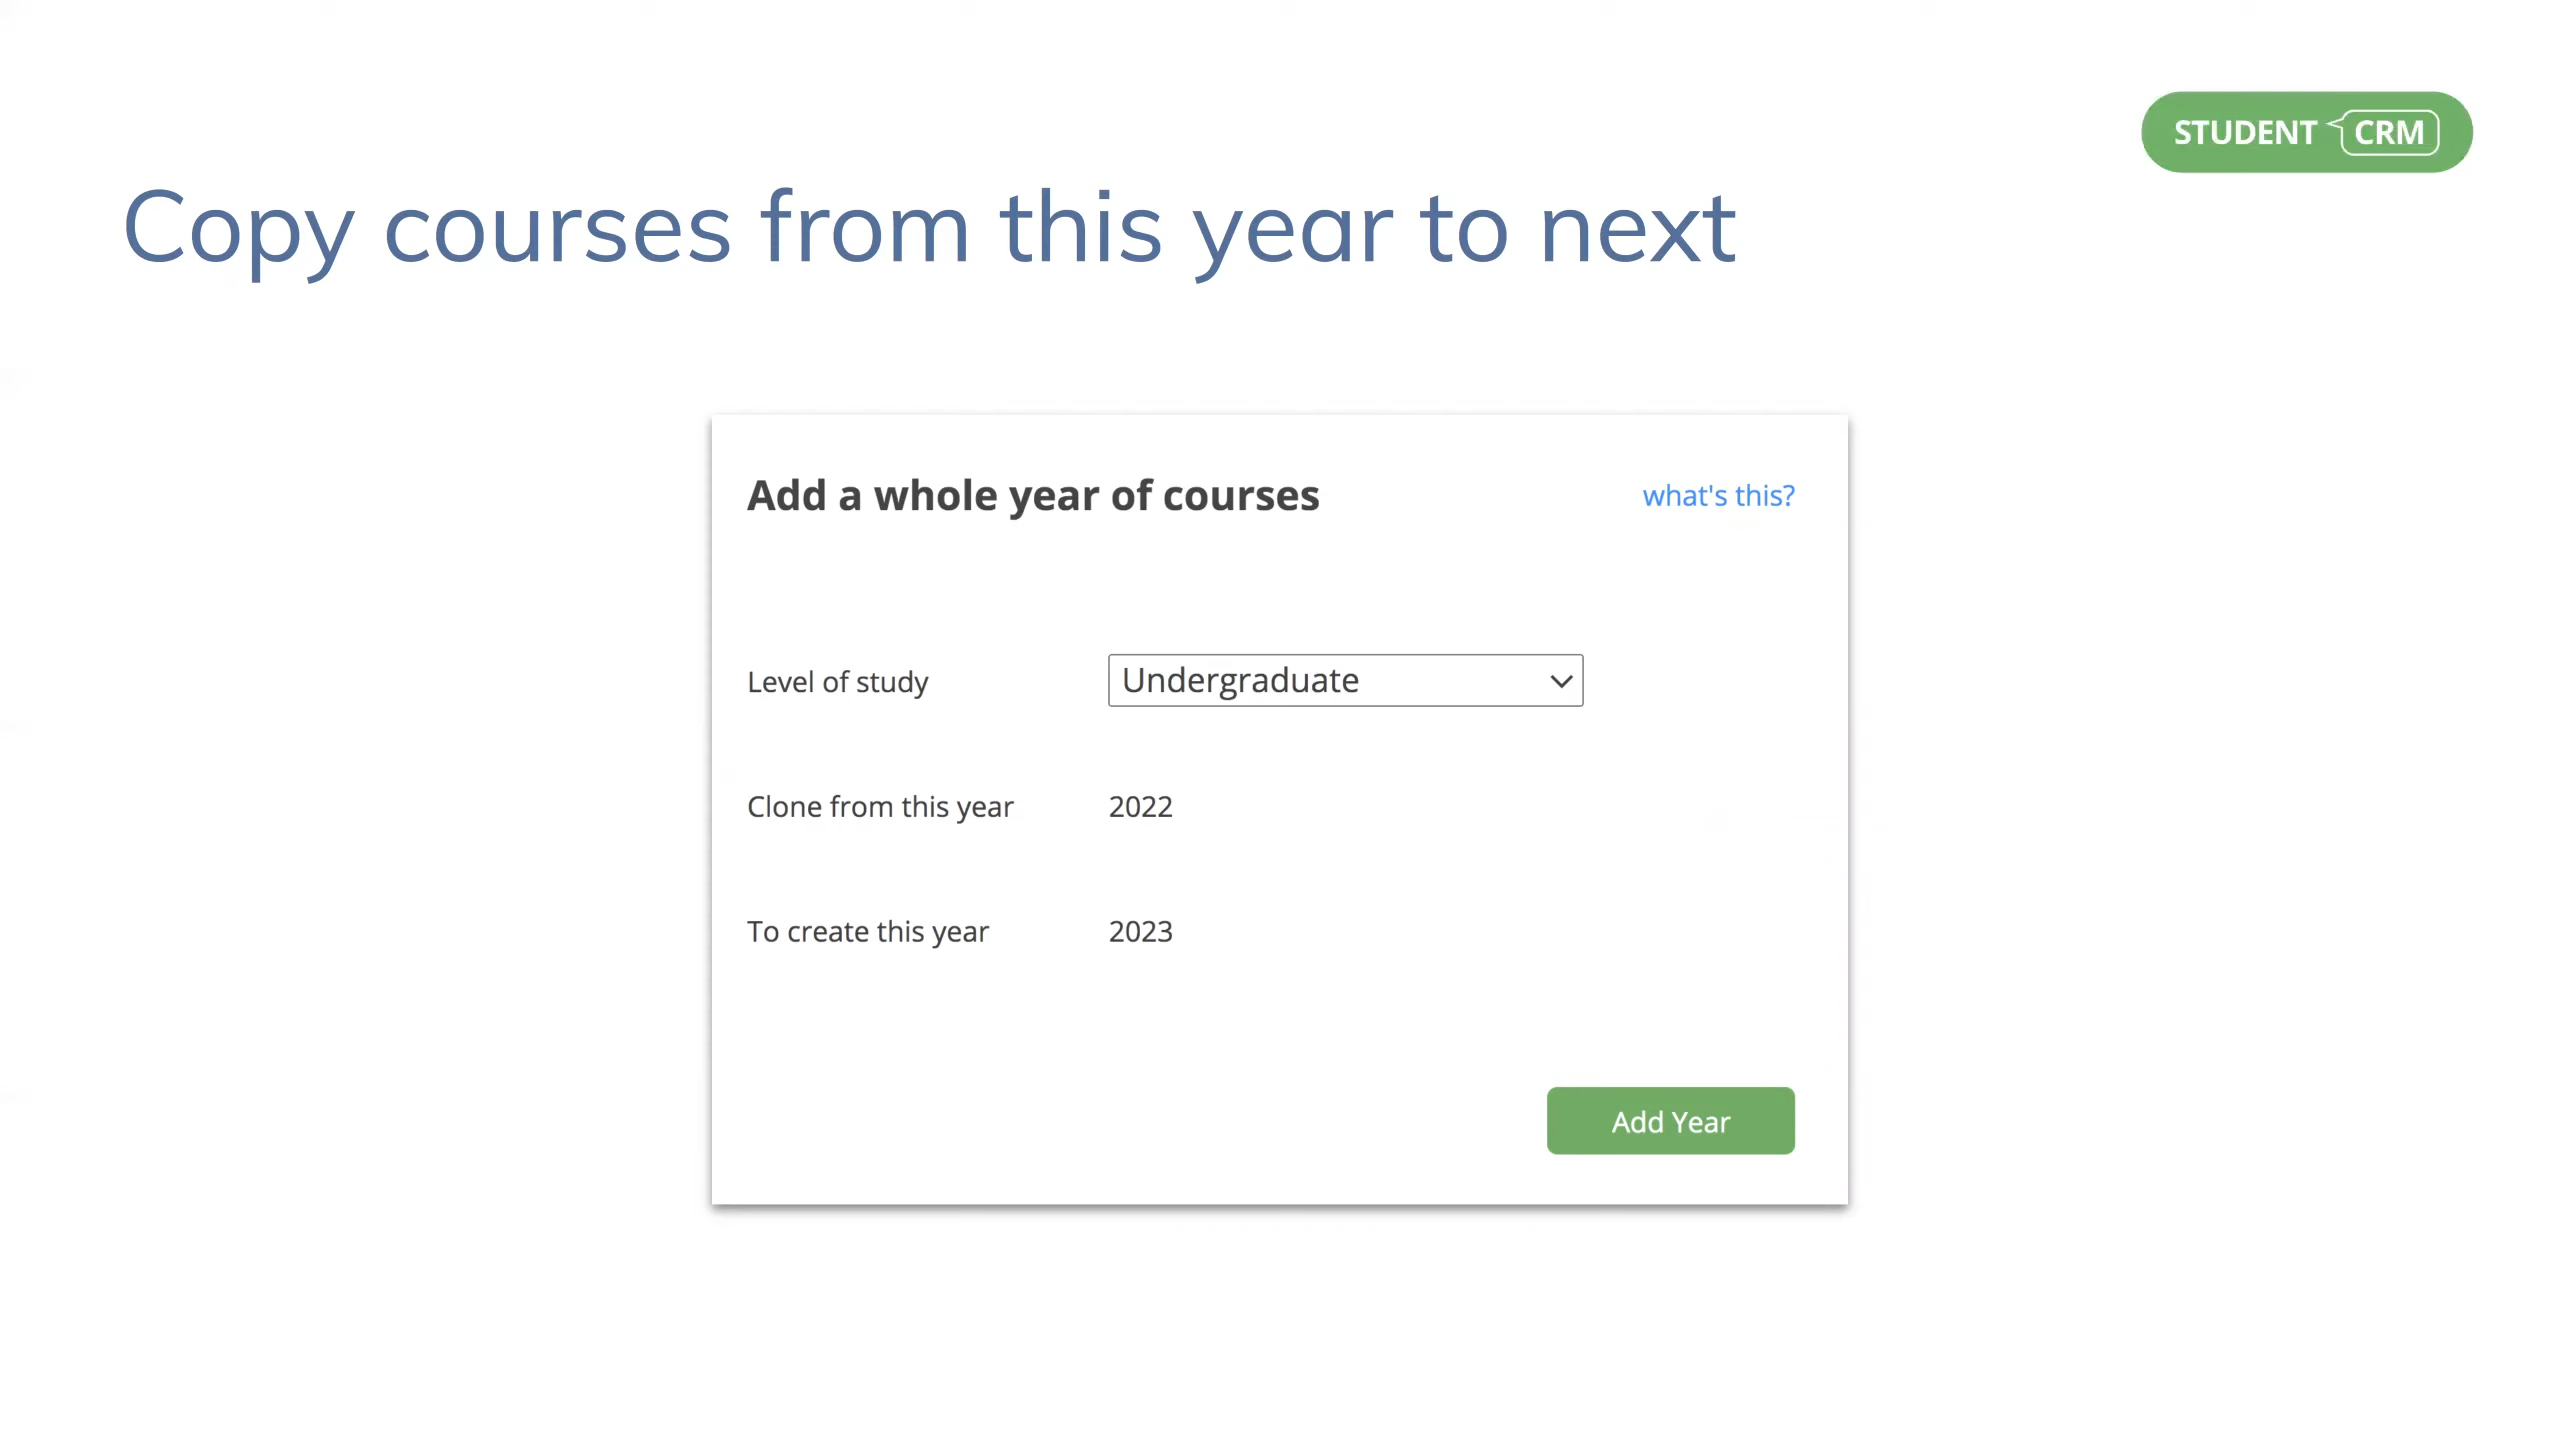 STUDENT CRM
Copy courses from this year to next
Add a whole year of courses what's this?
Level of study Undergraduate
Clone from this year 2022
To create this year 2023
Add Year